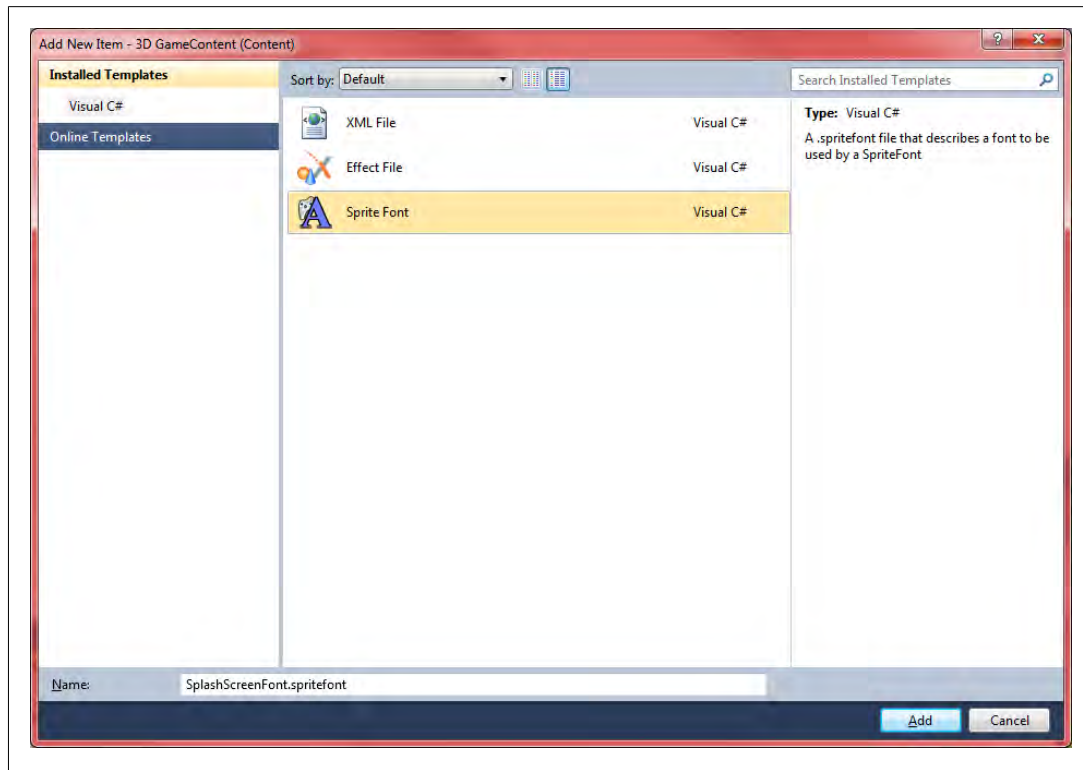 Add New Item - 3D GameContent (Content)
Installed Templates
Visual C#
Online Templates
Sort by: Default
Search Installed Templates
XML File Visual C#
Effect File Visual C#
Sprite Font Visual C#
Type: Visual C#
A .spritefont file that describes a font to be
used by a SpriteFont
Name: SplashScreenFont.spritefont
Add Cancel